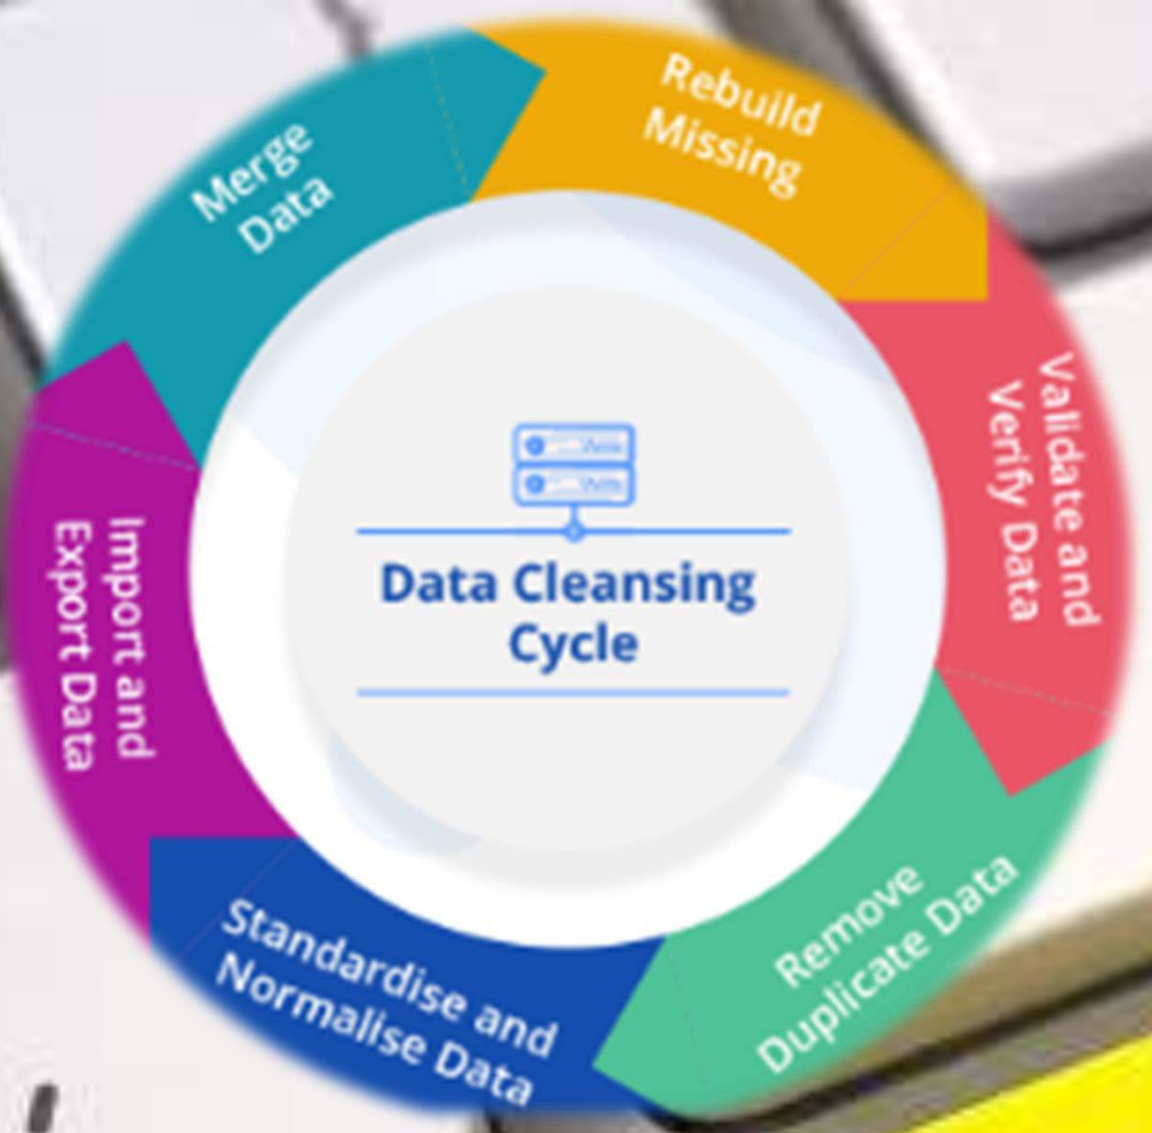 Rebuild
Missing
Validate and
Verify Data
Remove
Duplicate Data
Standardise and
Normalise Data
Import and
Export Data
Merge
Data
Data Cleansing
Cycle